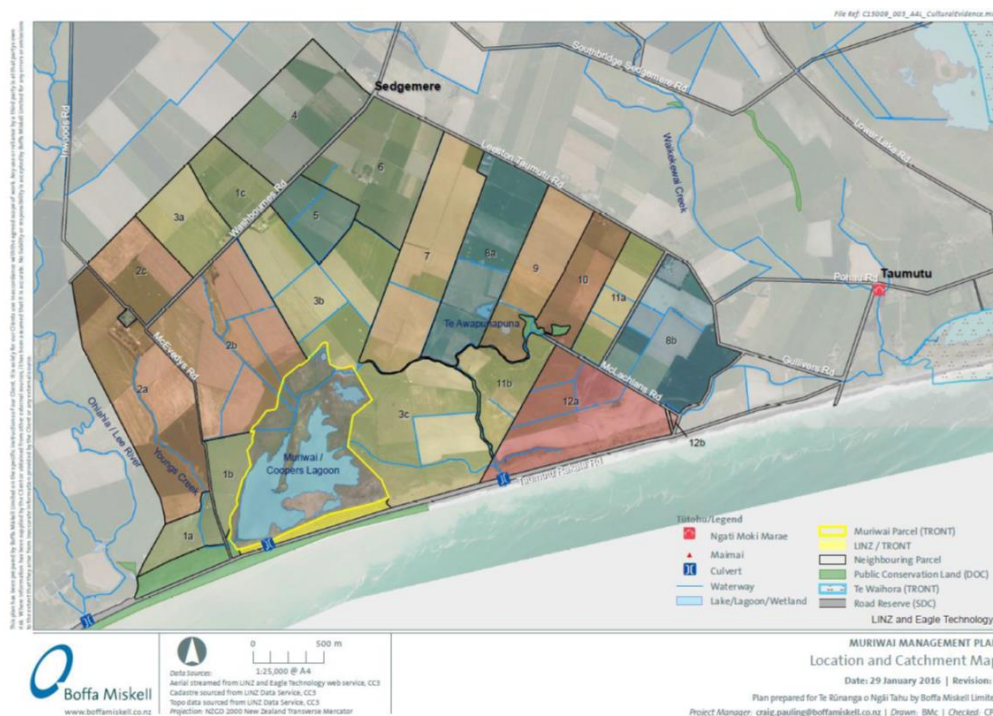 File Ref: C15009_003_A4L_CulturalEvidence.m
Sedgemere
Southbridge Sedgemere Rd
Irwoods Rd
Lower Lake Rd
Leeston Taumutu Rd
Waikekewai Creek
Washbournes Rd
4
6
1c
5
3a
7
8a
9
10
11a
8b
2c
3b
2b
2a
McEvedys Rd
Te Awapunapuna
Taumutu
Pohau Rd
Gullivers Rd
McLachlans Rd
11b
12a
12b
3c
Ohiahia / Lee River
Youngs Creek
1b
1a
Muriwai /
Coopers Lagoon
Taumutu Rakaia Rd
Tūtohu/Legend
Ngati Moki Marae
Maimai
Culvert
Waterway
Lake/Lagoon/Wetland
Muriwai Parcel (TRONT)
LINZ / TRONT
Neighbouring Parcel
Public Conservation Land (DOC)
Te Waihora (TRONT)
Road Reserve (SDC)
LINZ and Eagle Technology
Boffa Miskell
www.boffamiskell.co.nz
0 500 m
1:25,000 @ A4
Data Sources:
Aerial streamed from LINZ and Eagle Technology web service, CC3
Cadastre sourced from LINZ Data Service, CC3
Topo data sourced from LINZ Data Service, CC3
Projection: NZGD 2000 New Zealand Transverse Mercator
MURIWAI MANAGEMENT PLA
Location and Catchment Map
Date: 29 January 2016 | Revision:
Plan prepared for Te Rūnanga o Ngāi Tahu by Boffa Miskell Limite
Project Manager: craig.pauling@boffamiskell.co.nz | Drawn: BMc | Checked: CP